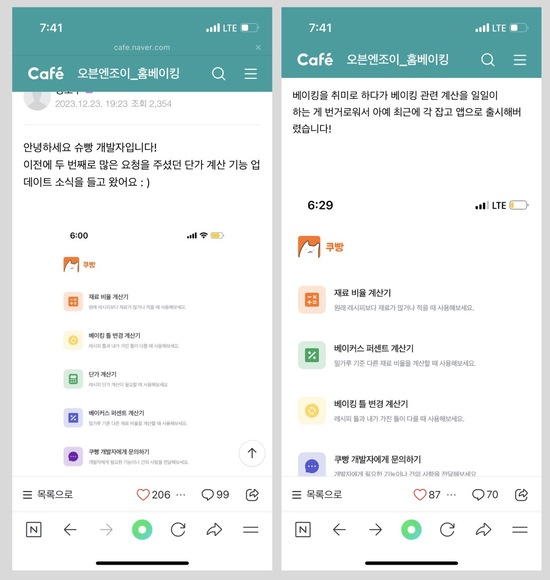 7:41
LTE
cafe.naver.com
×
Café
오븐엔조이_홈베이킹
2023.12.23. 19:23 조회 2,354
안녕하세요 슈빵 개발자입니다!
이전에 두 번째로 많은 요청을 주셨던 단가 계산 기능 업
데이트 소식을 들고 왔어요 : )
6:00
쿠빵
재료 비율 계산기
원래 레시피보다 재료가 많거나 적을 때 사용해보세요.
베이킹 틀 변경 계산기
레시피 틀과 내가 가진 틀이 다를 때 사용해보세요.
단가 계산기
레시피 단가 계산이 필요할 때 사용해보세요
베이커스 퍼센트 계산기
밀가루 기준 다른 재료 비율을 계산할 때 사용해보세요.
쿠빵 개발자에게 문의하기
개발자에게 필요한 기능이나 건의 사항을 전달해보세요.
목록으로
206
99
N
7:41
LTE
Café
오븐엔조이_홈베이킹
베이킹을 취미로 하다가 베이킹 관련 계산을 일일이
하는 게 번거로워서 아예 최근에 각 잡고 앱으로 출시해버
렸습니다!
6:29
LTE
쿠빵
재료 비율 계산기
원래 레시피보다 재료가 많거나 적을 때 사용해보세요.
베이커스 퍼센트 계산기
밀가루 기준 다른 재료 비율을 계산할 때 사용해보세요.
베이킹 틀 변경 계산기
레시피 틀과 내가 가진 틀이 다를 때 사용해보세요.
쿠빵 개발자에게 문의하기
개발자에게 필요한 기능이나 건의 사항을 전달해보세요.
목록으로
87
70
N